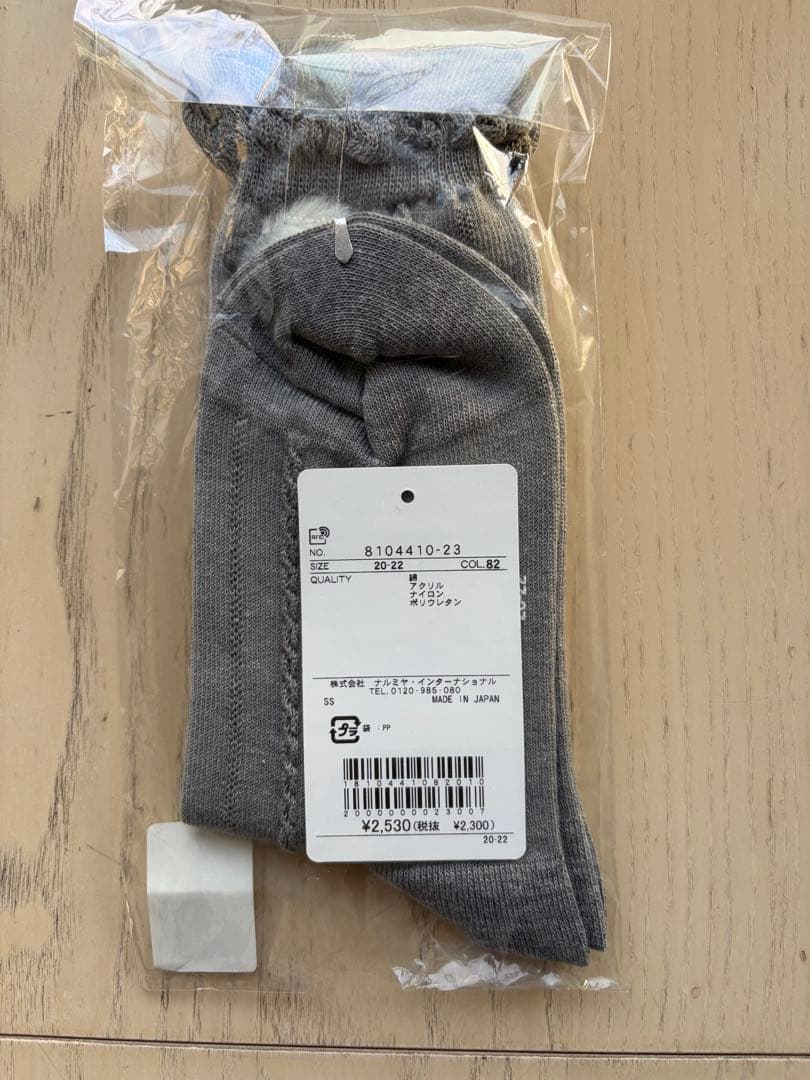 RFID
NO. 8104410-23
SIZE 20-22 COL.82
QUALITY 綿
アクリル
ナイロン
ポリウレタン
株式会社 ナルミヤ・インターナショナル
TEL.0120-985-080
SS MADE IN JAPAN
プラ 袋 :PP
1810441082010
2000000023007
¥2,530(税抜 ¥2,300)
20-22